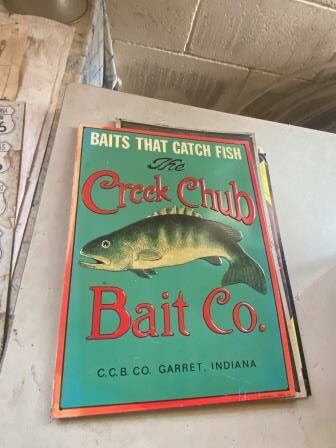 BAITS THAT CATCH FISH
The
Creek Chub
Bait Co.
C.C.B. CO. GARRET, INDIANA